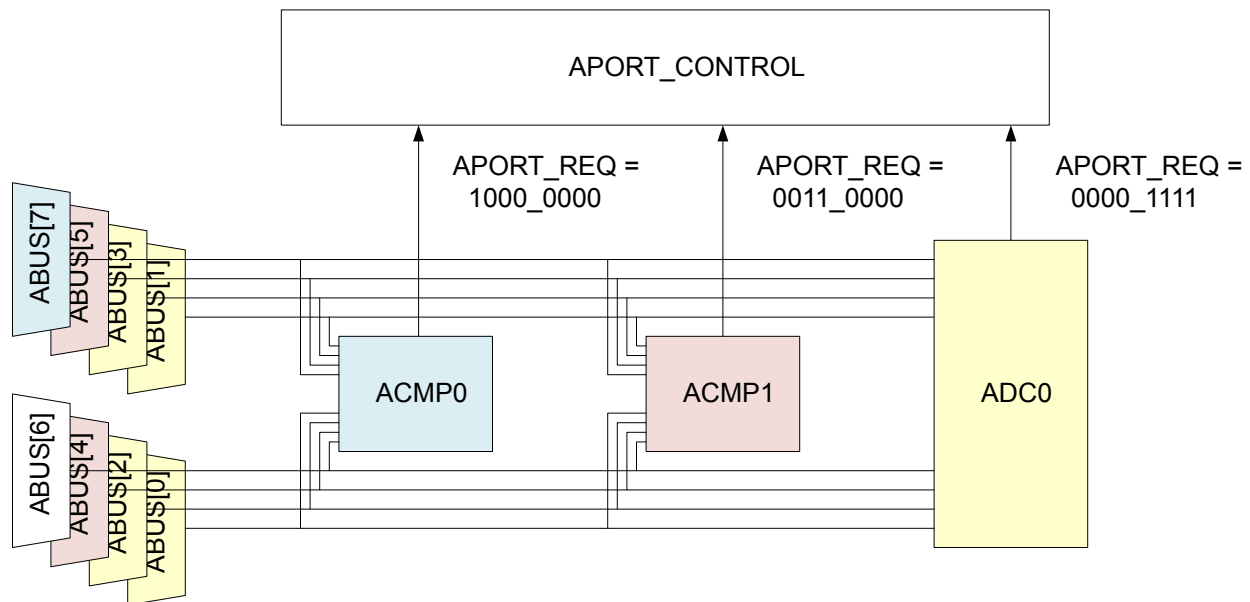 APORT_CONTROL
APORT_REQ =
1000_0000
APORT_REQ =
0011_0000
APORT_REQ =
0000_1111
ABUS[7]
ABUS[5]
ABUS[3]
ABUS[1]
ACMP0
ACMP1
ADC0
ABUS[6]
ABUS[4]
ABUS[2]
ABUS[0]